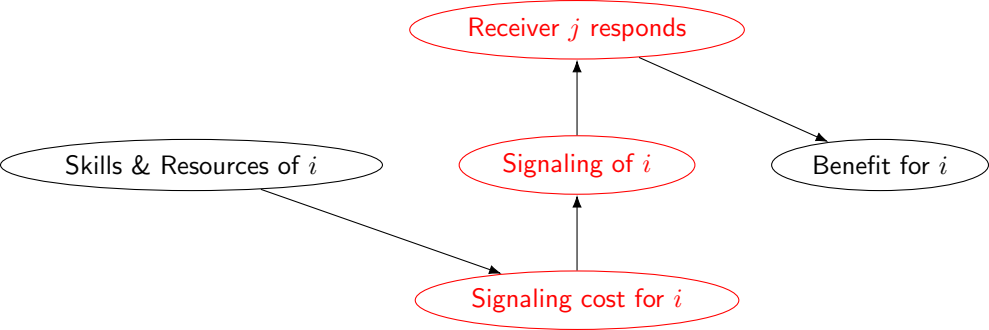 Receiver j responds
Skills & Resources of i
Signaling of i
Benefit for i
Signaling cost for i